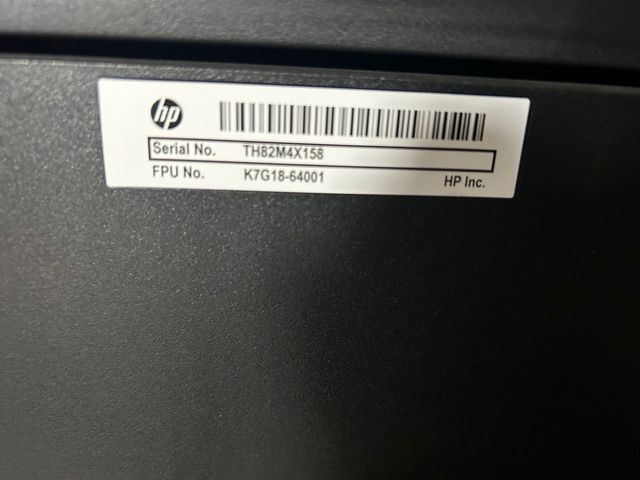 hp
Serial No. TH82M4X158
FPU No. K7G18-64001 HP Inc.